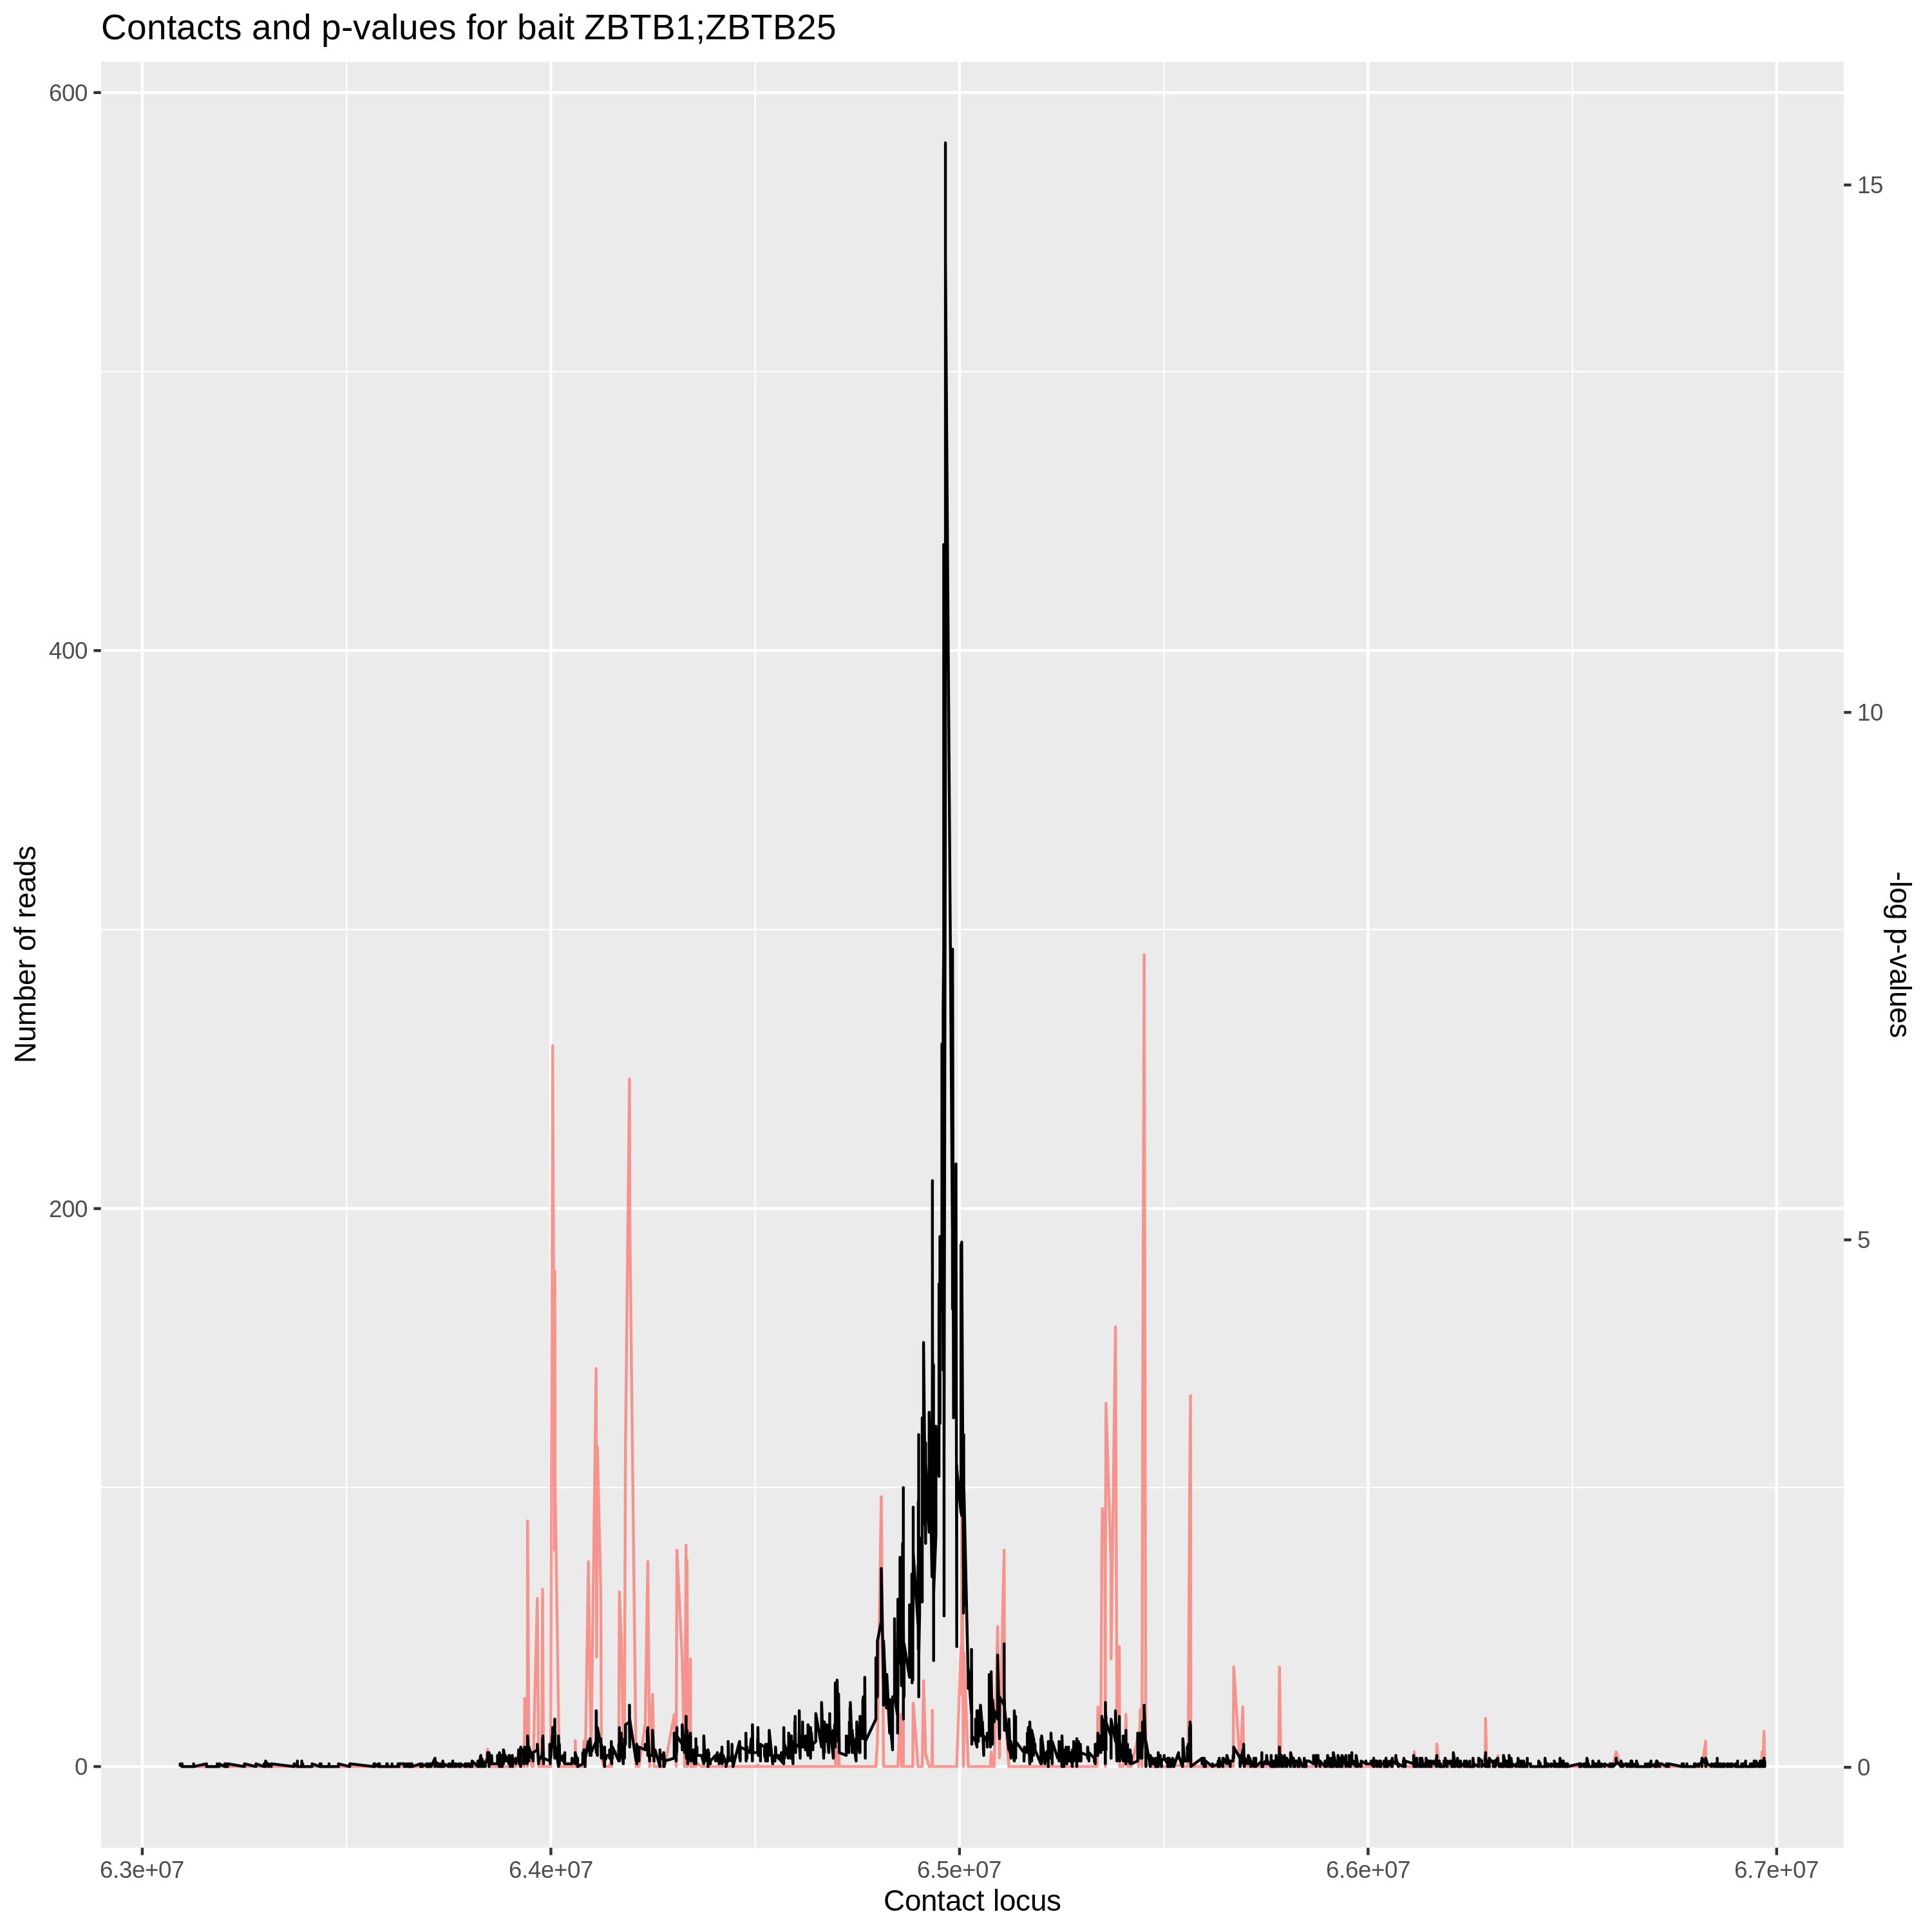 Contacts and p-values for bait ZBTB1;ZBTB25
600
400
200
0
Number of reads
15
10
5
0
-log p-values
6.3e+07 6.4e+07 6.5e+07 6.6e+07 6.7e+07
Contact locus